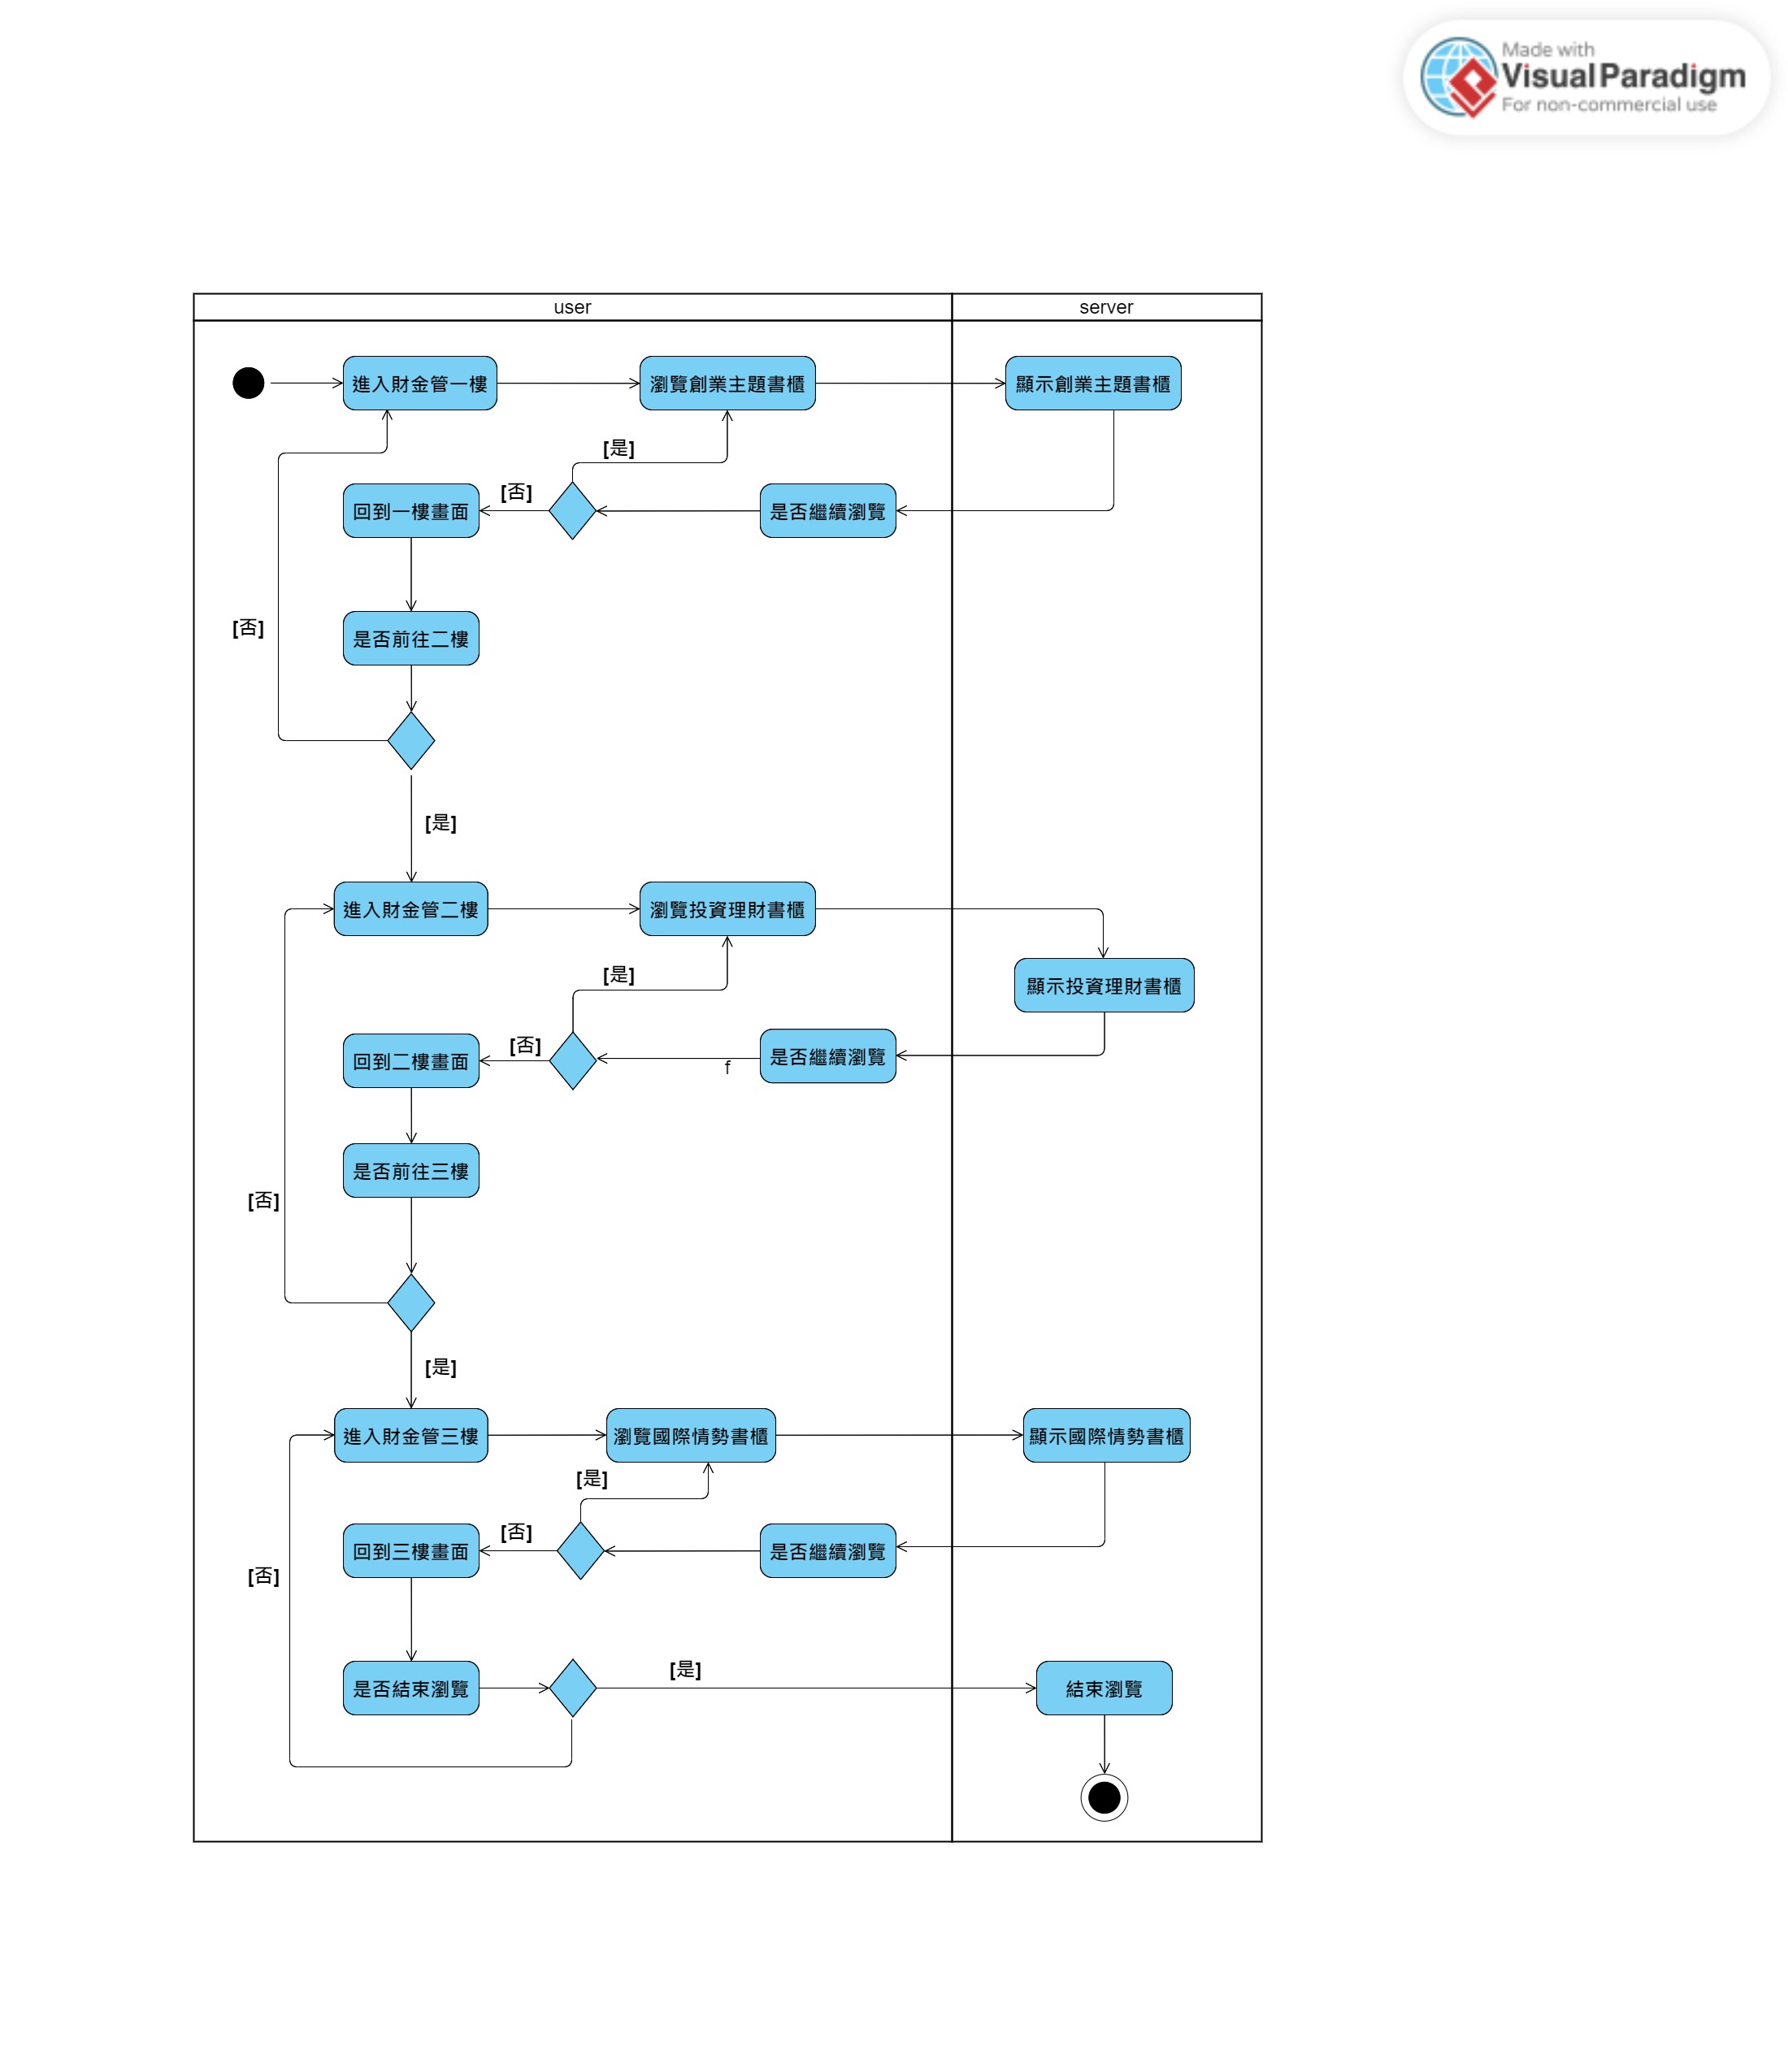 Made with
Visual Paradigm
For non-commercial use
user
server
進入財金管一樓
瀏覽創業主題書櫃
顯示創業主題書櫃
[是]
[否]
回到一樓畫面
是否繼續瀏覽
[否]
是否前往二樓
[是]
進入財金管二樓
瀏覽投資理財書櫃
[是]
顯示投資理財書櫃
[否]
回到二樓畫面
是否繼續瀏覽
f
是否前往三樓
[否]
[是]
進入財金管三樓
瀏覽國際情勢書櫃
顯示國際情勢書櫃
[是]
[否]
回到三樓畫面
是否繼續瀏覽
[否]
[是]
是否結束瀏覽
結束瀏覽